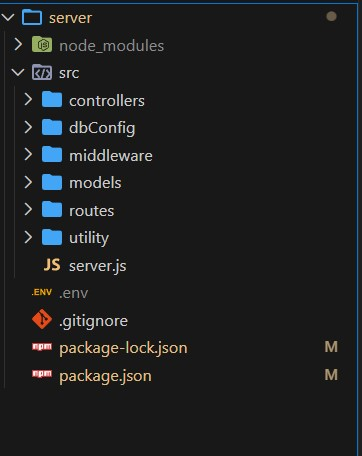 server
node_modules
src
controllers
dbConfig
middleware
models
routes
utility
JS server.js
.ENV .env
.gitignore
npm package-lock.json M
npm package.json M